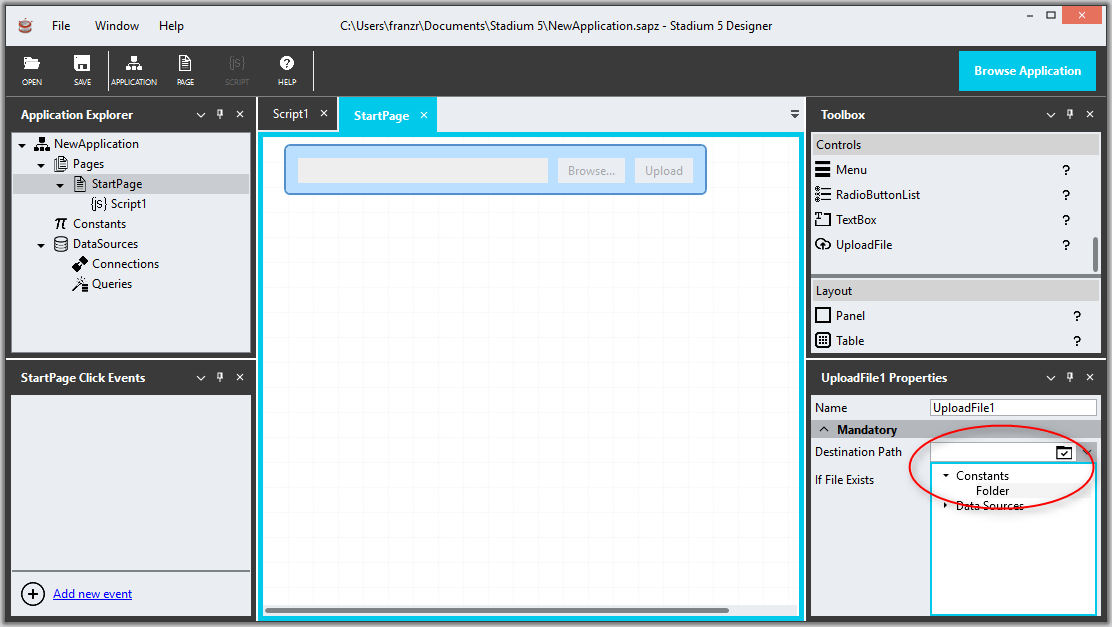 File Window Help C:\Users\franzr\Documents\Stadium 5\NewApplication.sapz - Stadium 5 Designer
OPEN SAVE APPLICATION PAGE SCRIPT HELP Browse Application
Application Explorer
NewApplication
Pages
StartPage
{js} Script1
Constants
DataSources
Connections
Queries
StartPage Click Events
Add new event
Script1 StartPage
Browse... Upload
Toolbox
Controls
Menu ?
RadioButtonList ?
TextBox ?
UploadFile ?
Layout
Panel ?
Table ?
UploadFile1 Properties
Name UploadFile1
Mandatory
Destination Path
If File Exists
Constants
Folder
Data Sources